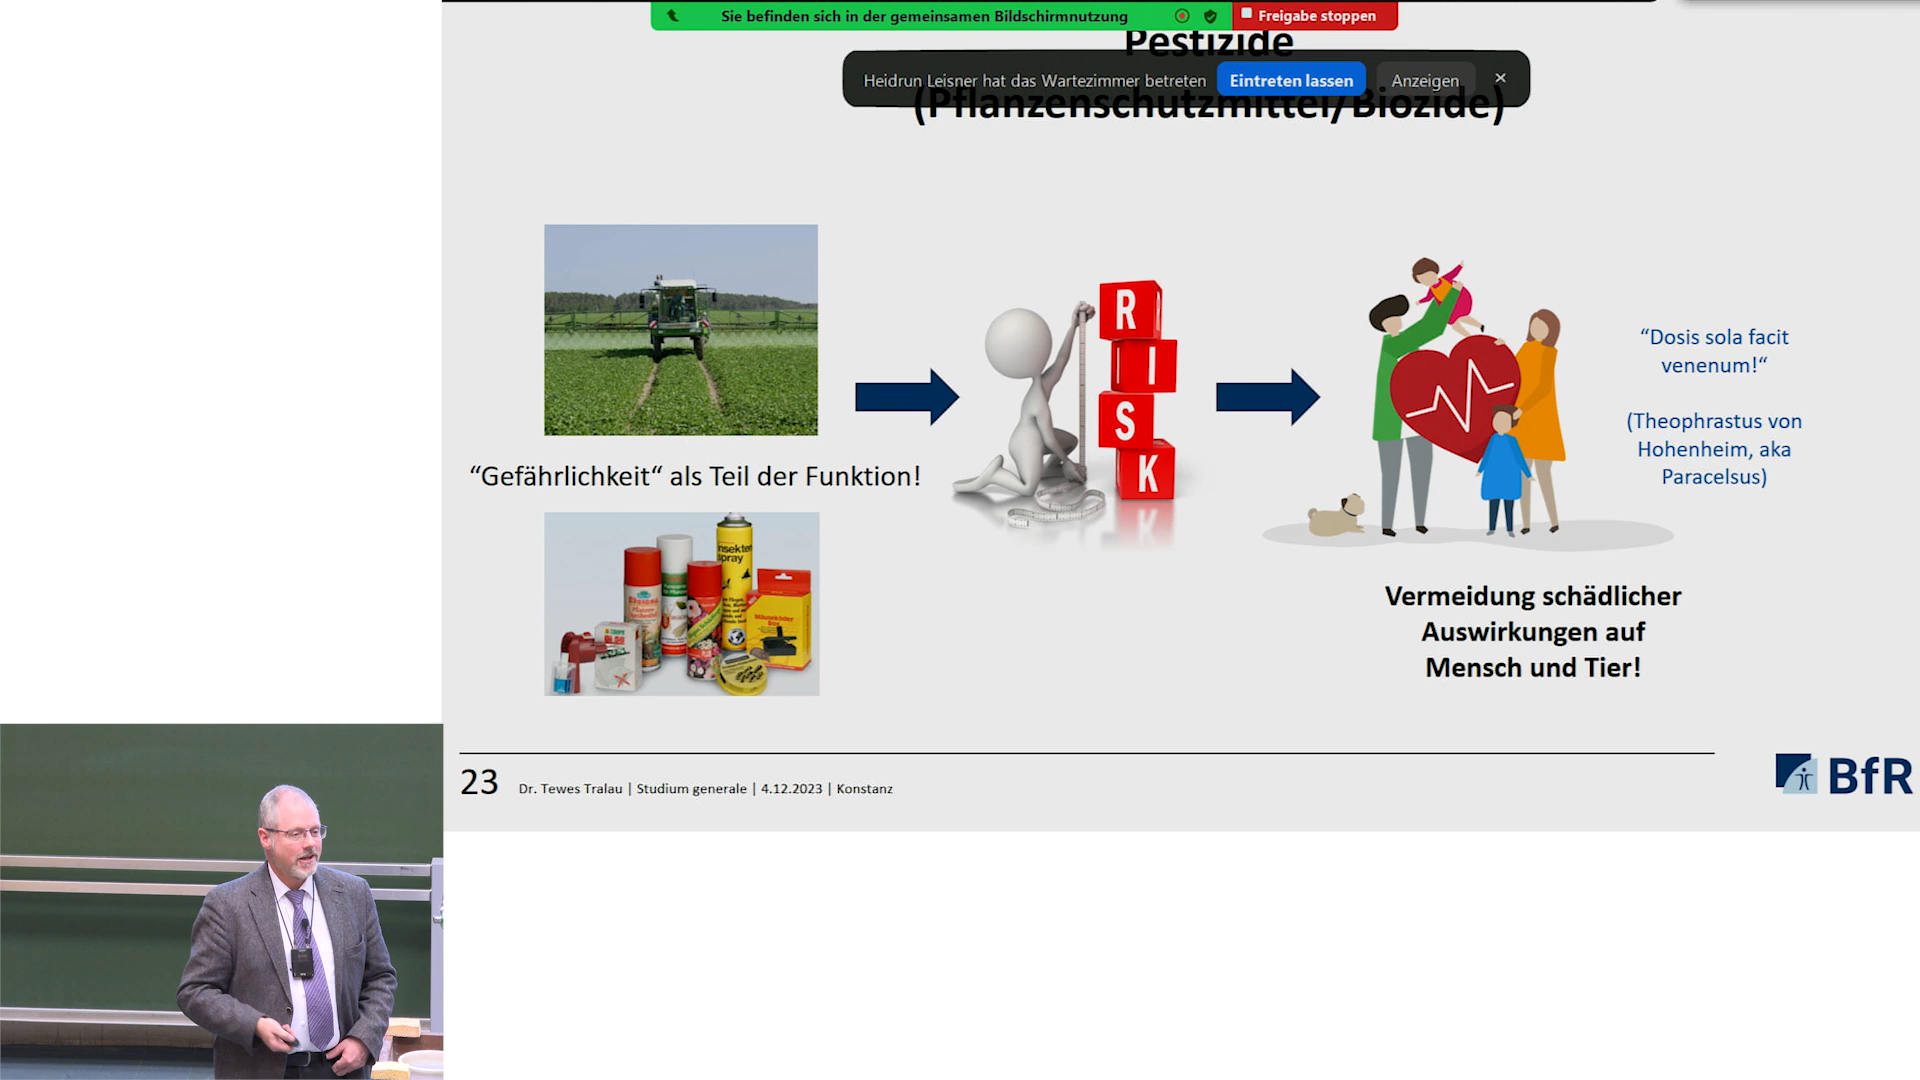 Sie befinden sich in der gemeinsamen Bildschirmnutzung
Freigabe stoppen
Pestizide
Heidrun Leisner hat das Wartezimmer betreten
Eintreten lassen
Anzeigen
(Pflanzenschutzmittel/Biozide)
R
I
S
K
“Dosis sola facit
venenum!“
(Theophrastus von
Hohenheim, aka
Paracelsus)
“Gefährlichkeit“ als Teil der Funktion!
nsekten
spray
Vermeidung schädlicher
Auswirkungen auf
Mensch und Tier!
23
Dr. Tewes Tralau | Studium generale | 4.12.2023 | Konstanz
BfR